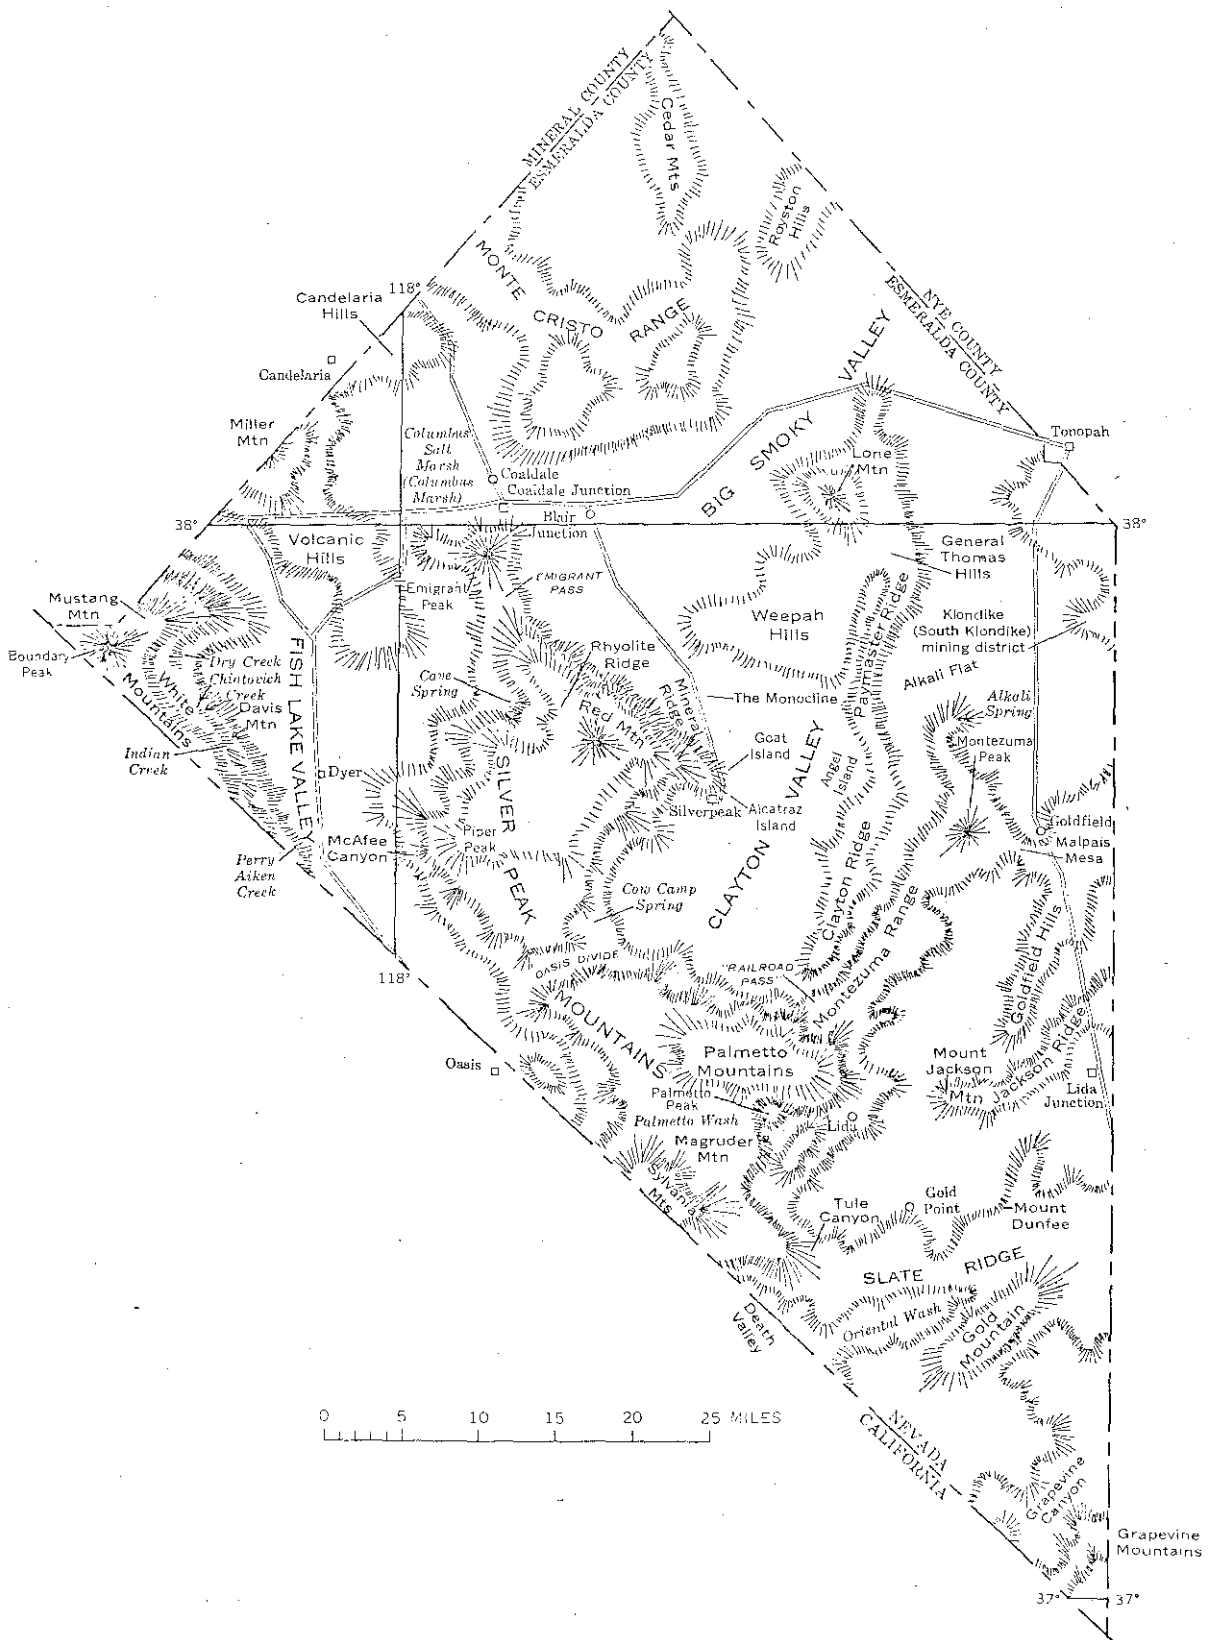 MINERAL COUNTY
ESMERALDA COUNTY
Cedar Mts
Royston
Hills
MONTE
CRISTO
RANGE
118°
Candelaria
Hills
Candelaria
NYE COUNTY
ESMERALDA COUNTY
VALLEY
SMOKY
BIG
Miller
Mtn
Columbus
Salt
Marsh
(Columbus
Marsh)
Coaldale
Coaldale Junction
Tonopah
Lone
Mtn
38°
Blair
Junction
38°
Volcanic
Hills
General
Thomas
Hills
Emigrant
Peak
EMIGRANT
PASS
Mustang
Mtn
Boundary
Peak
Weepah
Hills
Paymaster Ridge
Klondike
(South Klondike)
mining district
Dry Creek
Chintovich
Creek
White
Mountains
Davis
Mtn
FISH LAKE VALLEY
Rhyolite
Ridge
Cave
Spring
Mineral
Ridge
The Monocline
Alkali Flat
Alkali
Spring
Red Mtn
Indian
Creek
Goat
Island
Montezuma
Peak
Angel
Island
Dyer
SILVER
PEAK
MOUNTAINS
CLAYTON
VALLEY
Silverpeak
Alcatraz
Island
Goldfield
Malpais
Mesa
McAfee
Canyon
Piper
Peak
Perry
Aiken
Creek
Cow Camp
Spring
Clayton Ridge
Montezuma Range
Goldfield Hills
118°
OASIS DIVIDE
"RAILROAD
PASS"
Oasis
Palmetto
Mountains
Mount
Jackson
Mtn Jackson Ridge
Lida
Junction
Palmetto
Peak
Palmetto Wash
Lida
Magruder
Mtn
Sylvania
Mts
Tule
Canyon
Gold
Point
Mount
Dunfee
SLATE
RIDGE
Death
Valley
Oriental Wash
Gold
Mountain
0 5 10 15 20 25 MILES
NEVADA
CALIFORNIA
Grapevine
Canyon
Grapevine
Mountains
37°
37°